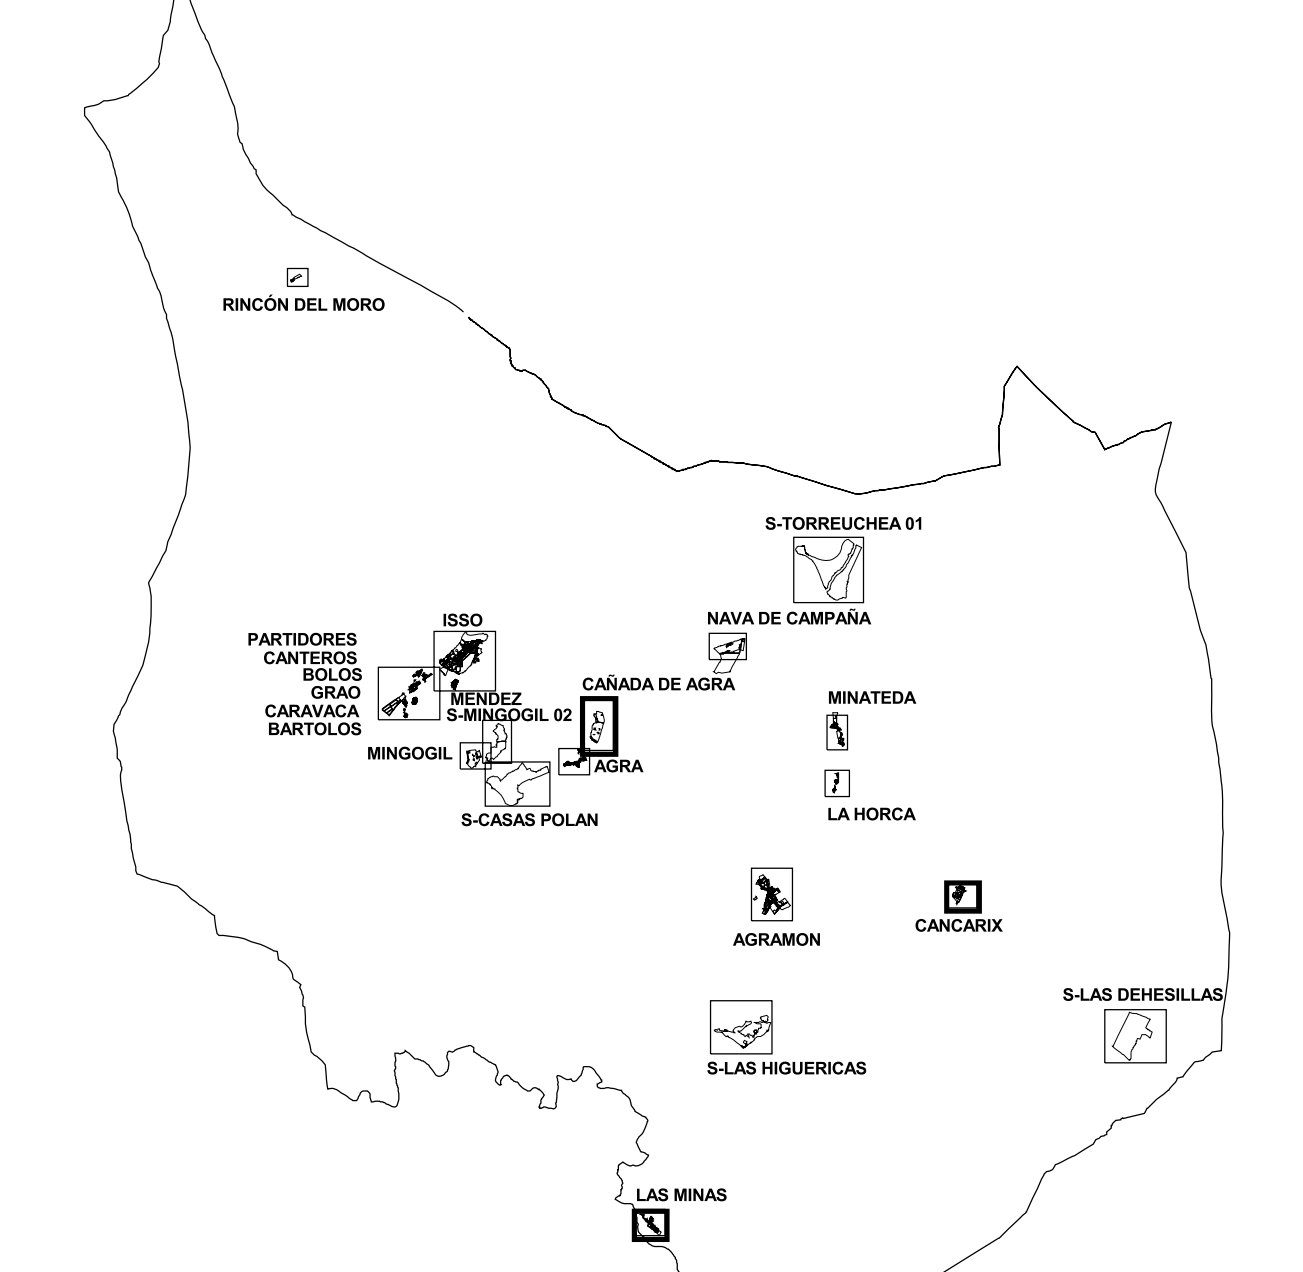 RINCÓN DEL MORO
S-TORREUCHEA 01
NAVA DE CAMPAÑA
ISSO
PARTIDORES
CANTEROS
BOLOS
GRAO
CARAVACA
BARTOLOS
MENDEZ
S-MINGOGIL 02
CAÑADA DE AGRA
MINATEDA
MINGOGIL
AGRA
S-CASAS POLAN
LA HORCA
AGRAMON
CANCARIX
S-LAS DEHESILLAS
S-LAS HIGUERICAS
LAS MINAS